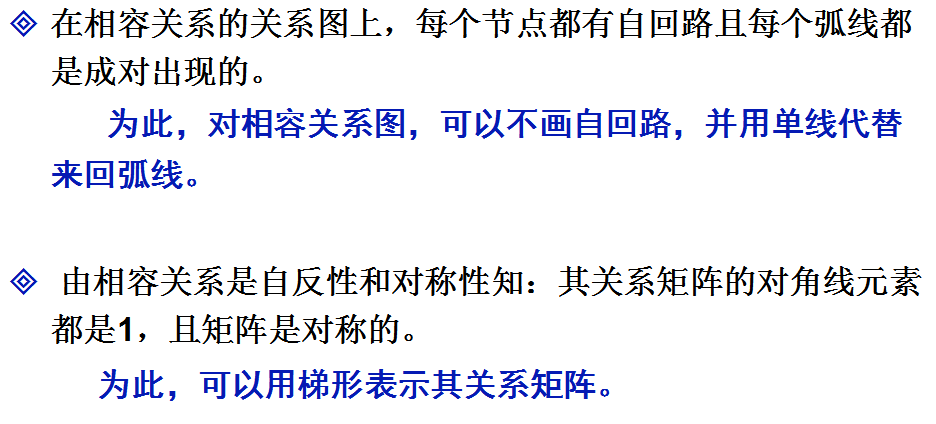 在相容关系的关系图上，每个节点都有自回路且每个弧线都
是成对出现的。
为此，对相容关系图，可以不画自回路，并用单线代替
来回弧线。
由相容关系是自反性和对称性知：其关系矩阵的对角线元素
都是1，且矩阵是对称的。
为此，可以用梯形表示其关系矩阵。